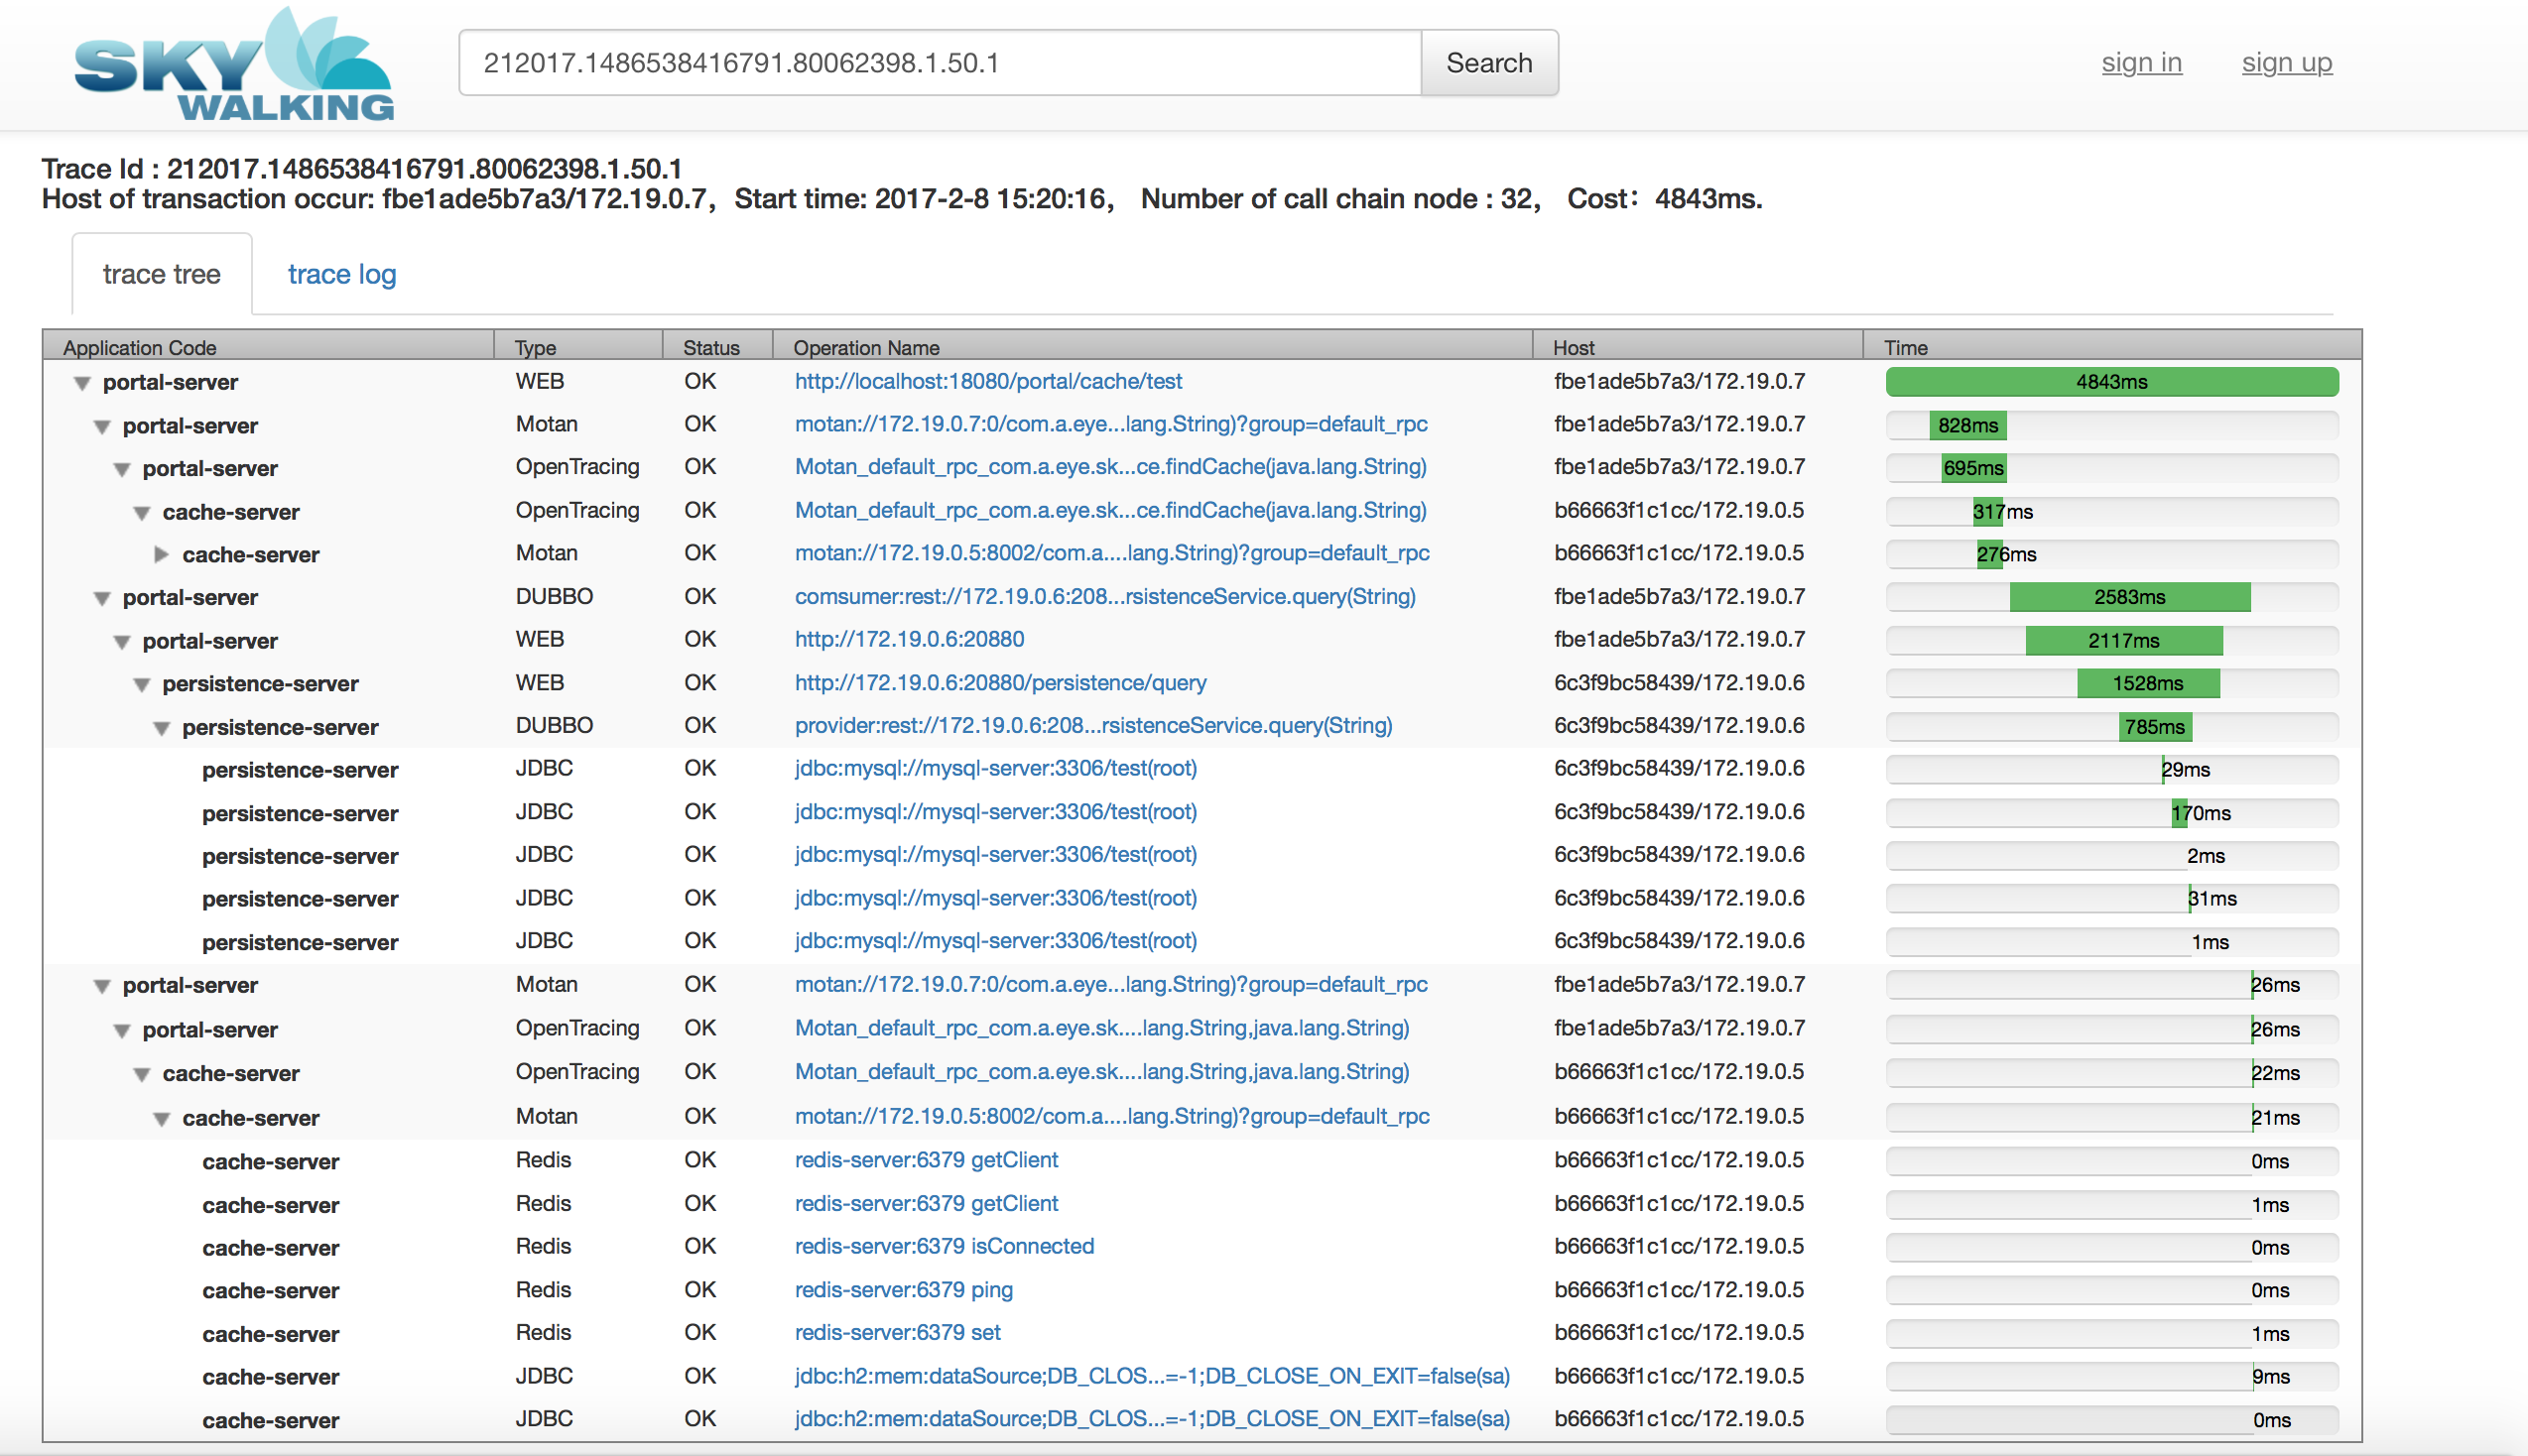 SKY
WALKING
212017.1486538416791.80062398.1.50.1 Search sign in sign up
Trace Id : 212017.1486538416791.80062398.1.50.1
Host of transaction occur: fbe1ade5b7a3/172.19.0.7, Start time: 2017-2-8 15:20:16, Number of call chain node : 32, Cost: 4843ms.
trace tree trace log
Application Code Type Status Operation Name Host Time
portal-server WEB OK http://localhost:18080/portal/cache/test fbe1ade5b7a3/172.19.0.7 4843ms
portal-server Motan OK motan://172.19.0.7:0/com.a.eye...lang.String)?group=default_rpc fbe1ade5b7a3/172.19.0.7 828ms
portal-server OpenTracing OK Motan_default_rpc_com.a.eye.sk...ce.findCache(java.lang.String) fbe1ade5b7a3/172.19.0.7 695ms
cache-server OpenTracing OK Motan_default_rpc_com.a.eye.sk...ce.findCache(java.lang.String) b66663f1c1cc/172.19.0.5 317ms
cache-server Motan OK motan://172.19.0.5:8002/com.a....lang.String)?group=default_rpc b66663f1c1cc/172.19.0.5 276ms
portal-server DUBBO OK comsumer:rest://172.19.0.6:208...rsistenceService.query(String) fbe1ade5b7a3/172.19.0.7 2583ms
portal-server WEB OK http://172.19.0.6:20880 fbe1ade5b7a3/172.19.0.7 2117ms
persistence-server WEB OK http://172.19.0.6:20880/persistence/query 6c3f9bc58439/172.19.0.6 1528ms
persistence-server DUBBO OK provider:rest://172.19.0.6:208...rsistenceService.query(String) 6c3f9bc58439/172.19.0.6 785ms
persistence-server JDBC OK jdbc:mysql://mysql-server:3306/test(root) 6c3f9bc58439/172.19.0.6 29ms
persistence-server JDBC OK jdbc:mysql://mysql-server:3306/test(root) 6c3f9bc58439/172.19.0.6 170ms
persistence-server JDBC OK jdbc:mysql://mysql-server:3306/test(root) 6c3f9bc58439/172.19.0.6 2ms
persistence-server JDBC OK jdbc:mysql://mysql-server:3306/test(root) 6c3f9bc58439/172.19.0.6 31ms
persistence-server JDBC OK jdbc:mysql://mysql-server:3306/test(root) 6c3f9bc58439/172.19.0.6 1ms
portal-server Motan OK motan://172.19.0.7:0/com.a.eye...lang.String)?group=default_rpc fbe1ade5b7a3/172.19.0.7 26ms
portal-server OpenTracing OK Motan_default_rpc_com.a.eye.sk....lang.String,java.lang.String) fbe1ade5b7a3/172.19.0.7 26ms
cache-server OpenTracing OK Motan_default_rpc_com.a.eye.sk....lang.String,java.lang.String) b66663f1c1cc/172.19.0.5 22ms
cache-server Motan OK motan://172.19.0.5:8002/com.a....lang.String)?group=default_rpc b66663f1c1cc/172.19.0.5 21ms
cache-server Redis OK redis-server:6379 getClient b66663f1c1cc/172.19.0.5 0ms
cache-server Redis OK redis-server:6379 getClient b66663f1c1cc/172.19.0.5 1ms
cache-server Redis OK redis-server:6379 isConnected b66663f1c1cc/172.19.0.5 0ms
cache-server Redis OK redis-server:6379 ping b66663f1c1cc/172.19.0.5 0ms
cache-server Redis OK redis-server:6379 set b66663f1c1cc/172.19.0.5 1ms
cache-server JDBC OK jdbc:h2:mem:dataSource;DB_CLOS...=-1;DB_CLOSE_ON_EXIT=false(sa) b66663f1c1cc/172.19.0.5 9ms
cache-server JDBC OK jdbc:h2:mem:dataSource;DB_CLOS...=-1;DB_CLOSE_ON_EXIT=false(sa) b66663f1c1cc/172.19.0.5 0ms